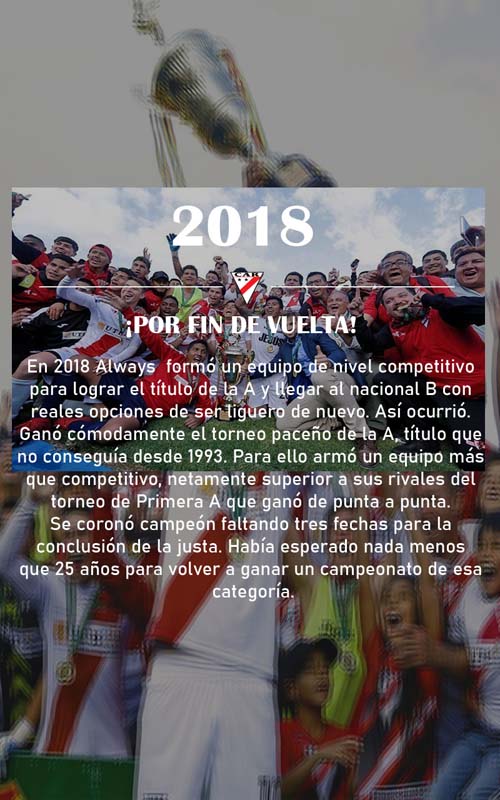 2018
CAR
¡POR FIN DE VUELTA!
En 2018 Always formó un equipo de nivel competitivo
para lograr el título de la A y llegar al nacional B con
reales opciones de ser liguero de nuevo. Así ocurrió.
Ganó cómodamente el torneo paceño de la A, título que
no conseguía desde 1993. Para ello armó un equipo más
que competitivo, netamente superior a sus rivales del
torneo de Primera A que ganó de punta a punta.
Se coronó campeón faltando tres fechas para la
conclusión de la justa. Había esperado nada menos
que 25 años para volver a ganar un campeonato de esa
categoría.